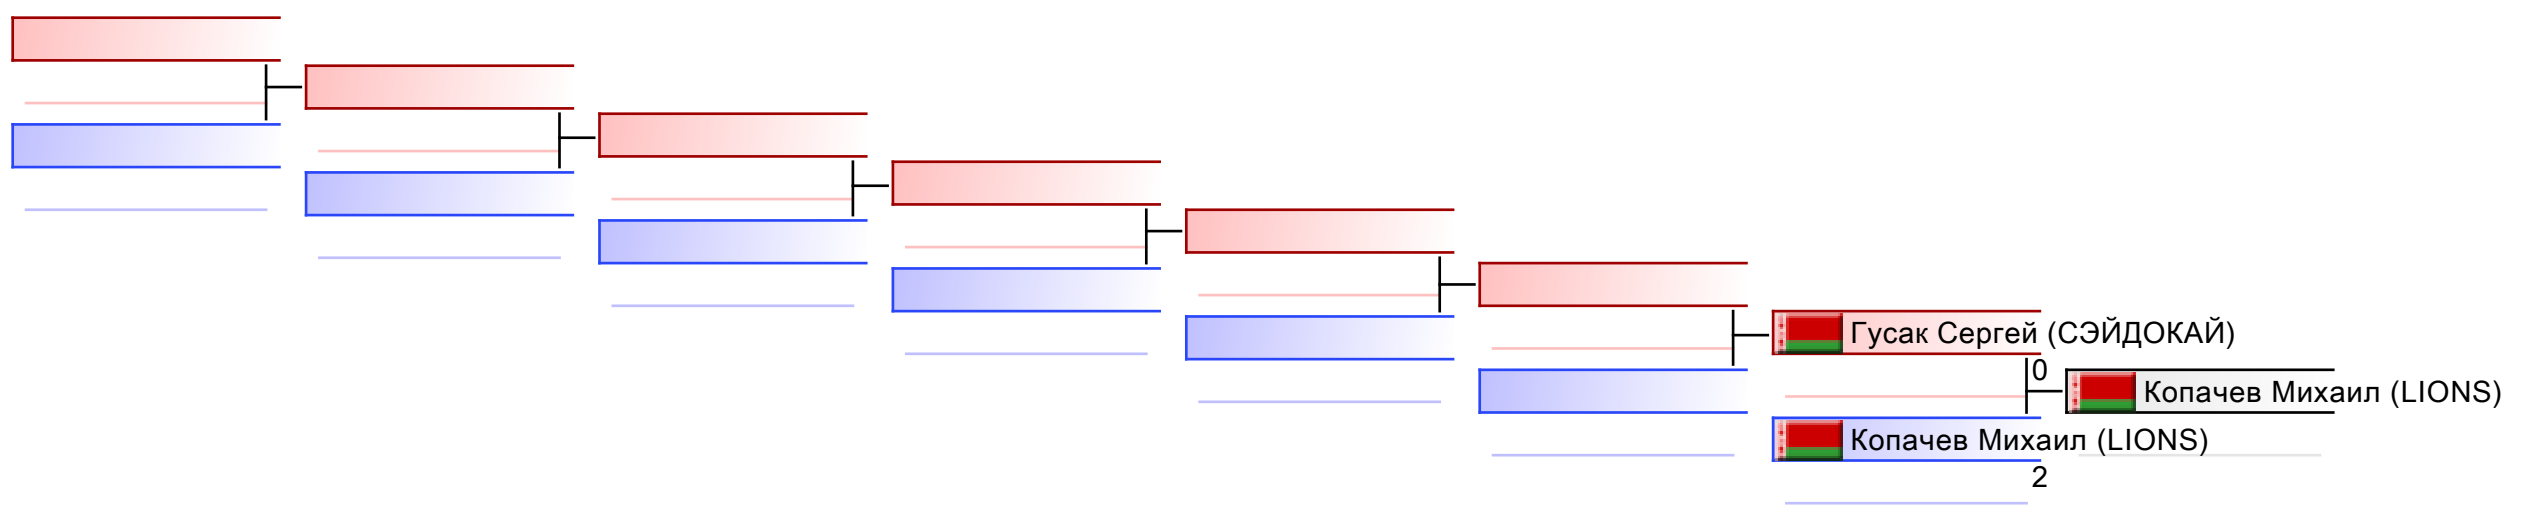 Гусак Сергей (СЭЙДОКАЙ)
0
Копачев Михаил (LIONS)
Копачев Михаил (LIONS)
2